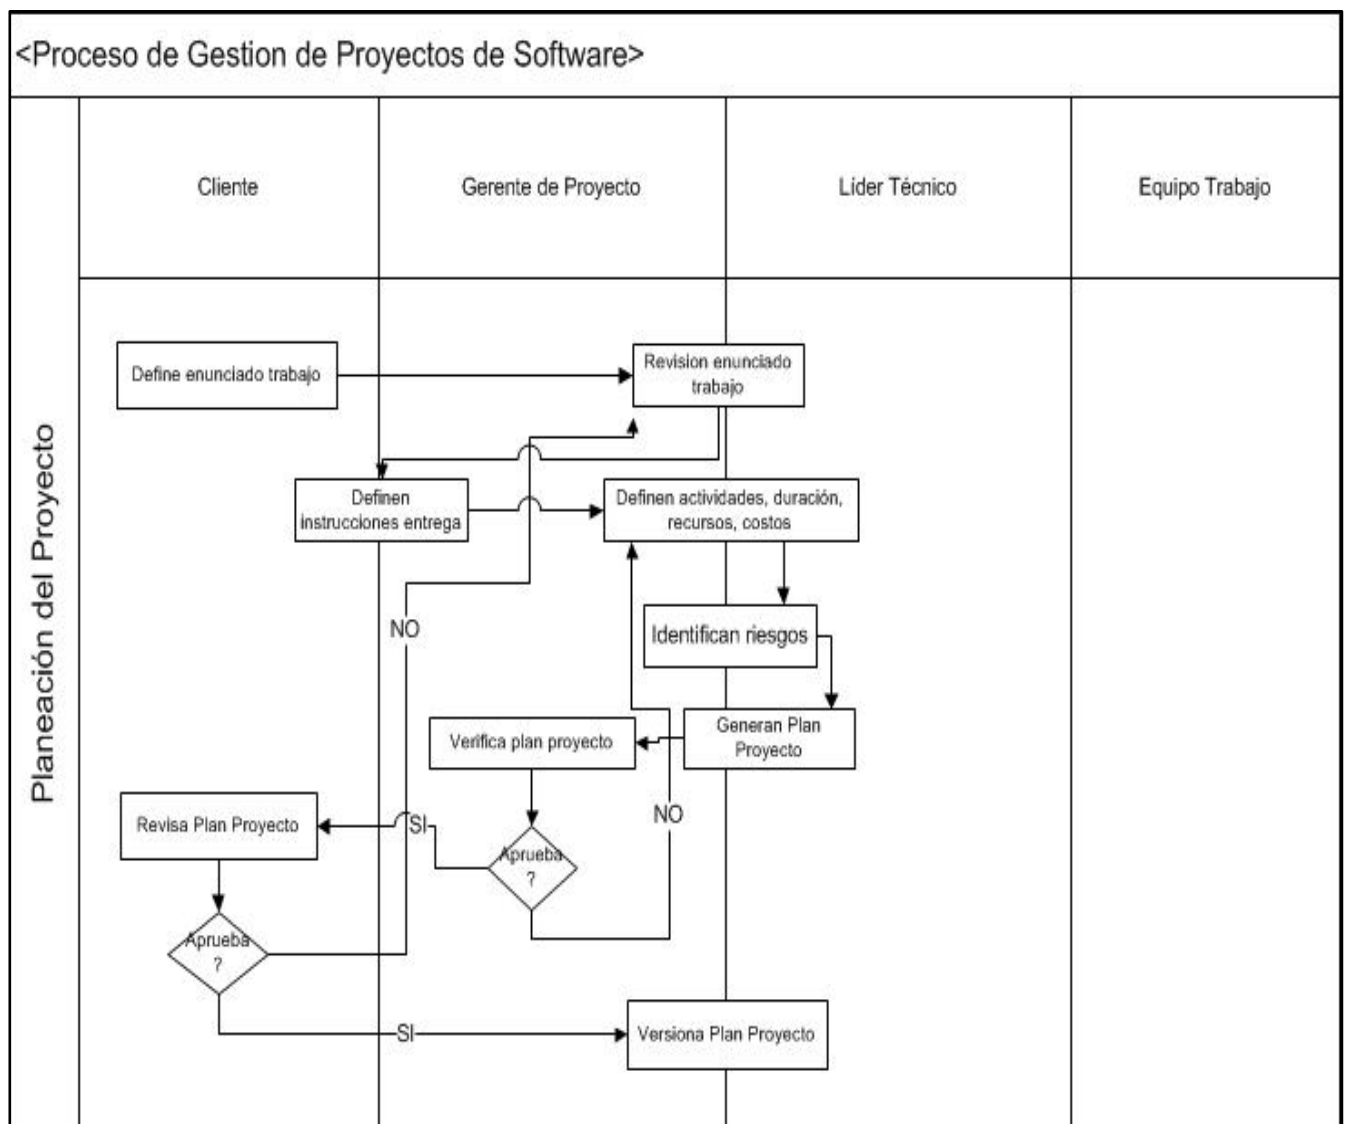 <Proceso de Gestion de Proyectos de Software>
Cliente
Gerente de Proyecto
Líder Técnico
Equipo Trabajo
Planeación del Proyecto
Define enunciado trabajo
Revision enunciado
trabajo
Definen
instrucciones entrega
Definen actividades, duración,
recursos, costos
NO
Identifican riesgos
Generan Plan
Proyecto
Verifica plan proyecto
NO
Revisa Plan Proyecto
SI
Aprueba
?
Aprueba
?
SI
Versiona Plan Proyecto